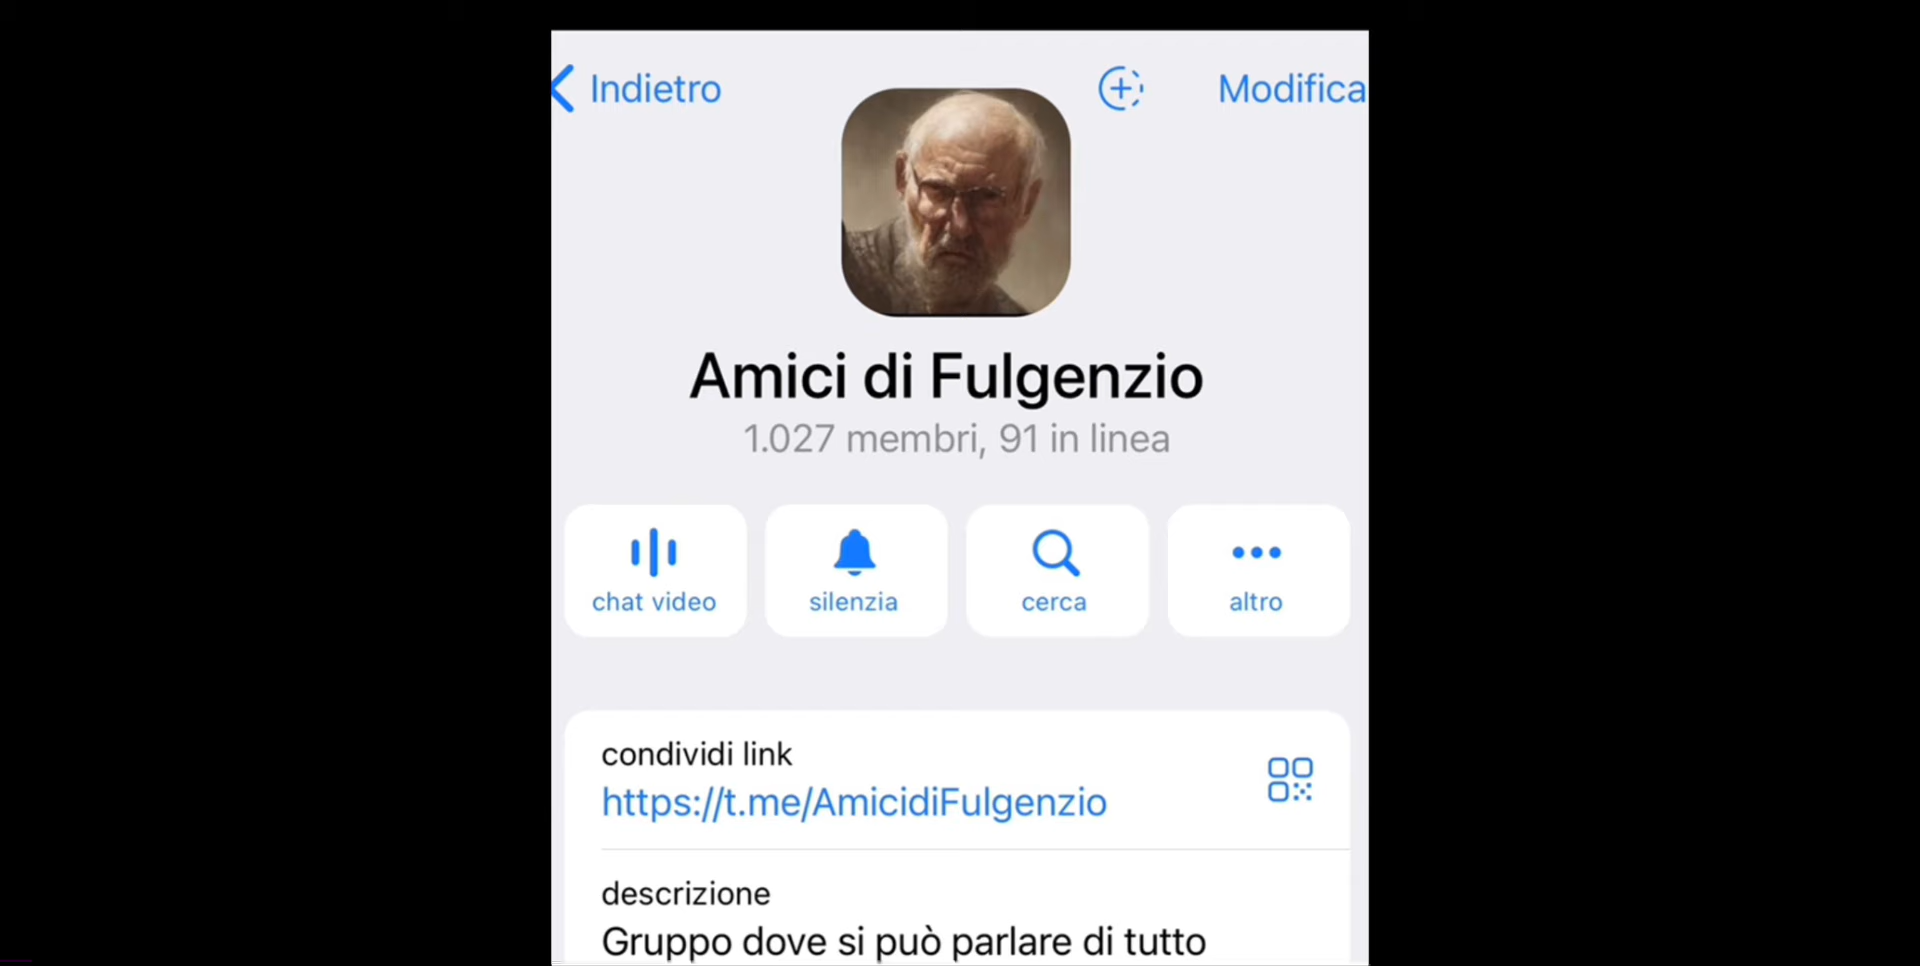 Indietro
Modifica
Amici di Fulgenzio
1.027 membri, 91 in linea
chat video
silenzia
cerca
altro
condividi link
https://t.me/AmicidiFulgenzio
descrizione
Gruppo dove si può parlare di tutto